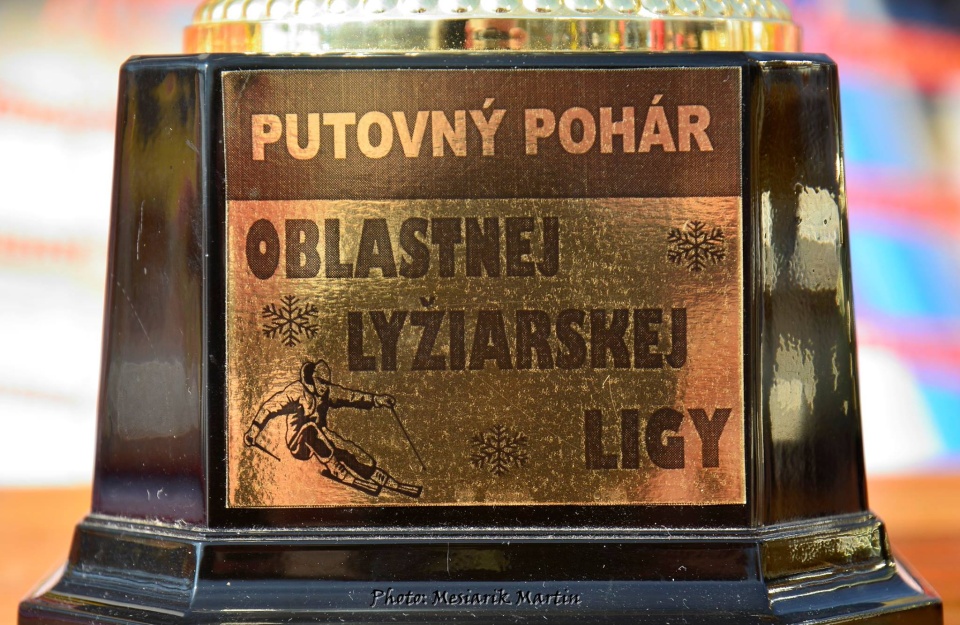 PUTOVNÝ POHÁR
OBLASTNEJ
LYŽIARSKEJ
LIGY
Photo: Mesiarik Martin